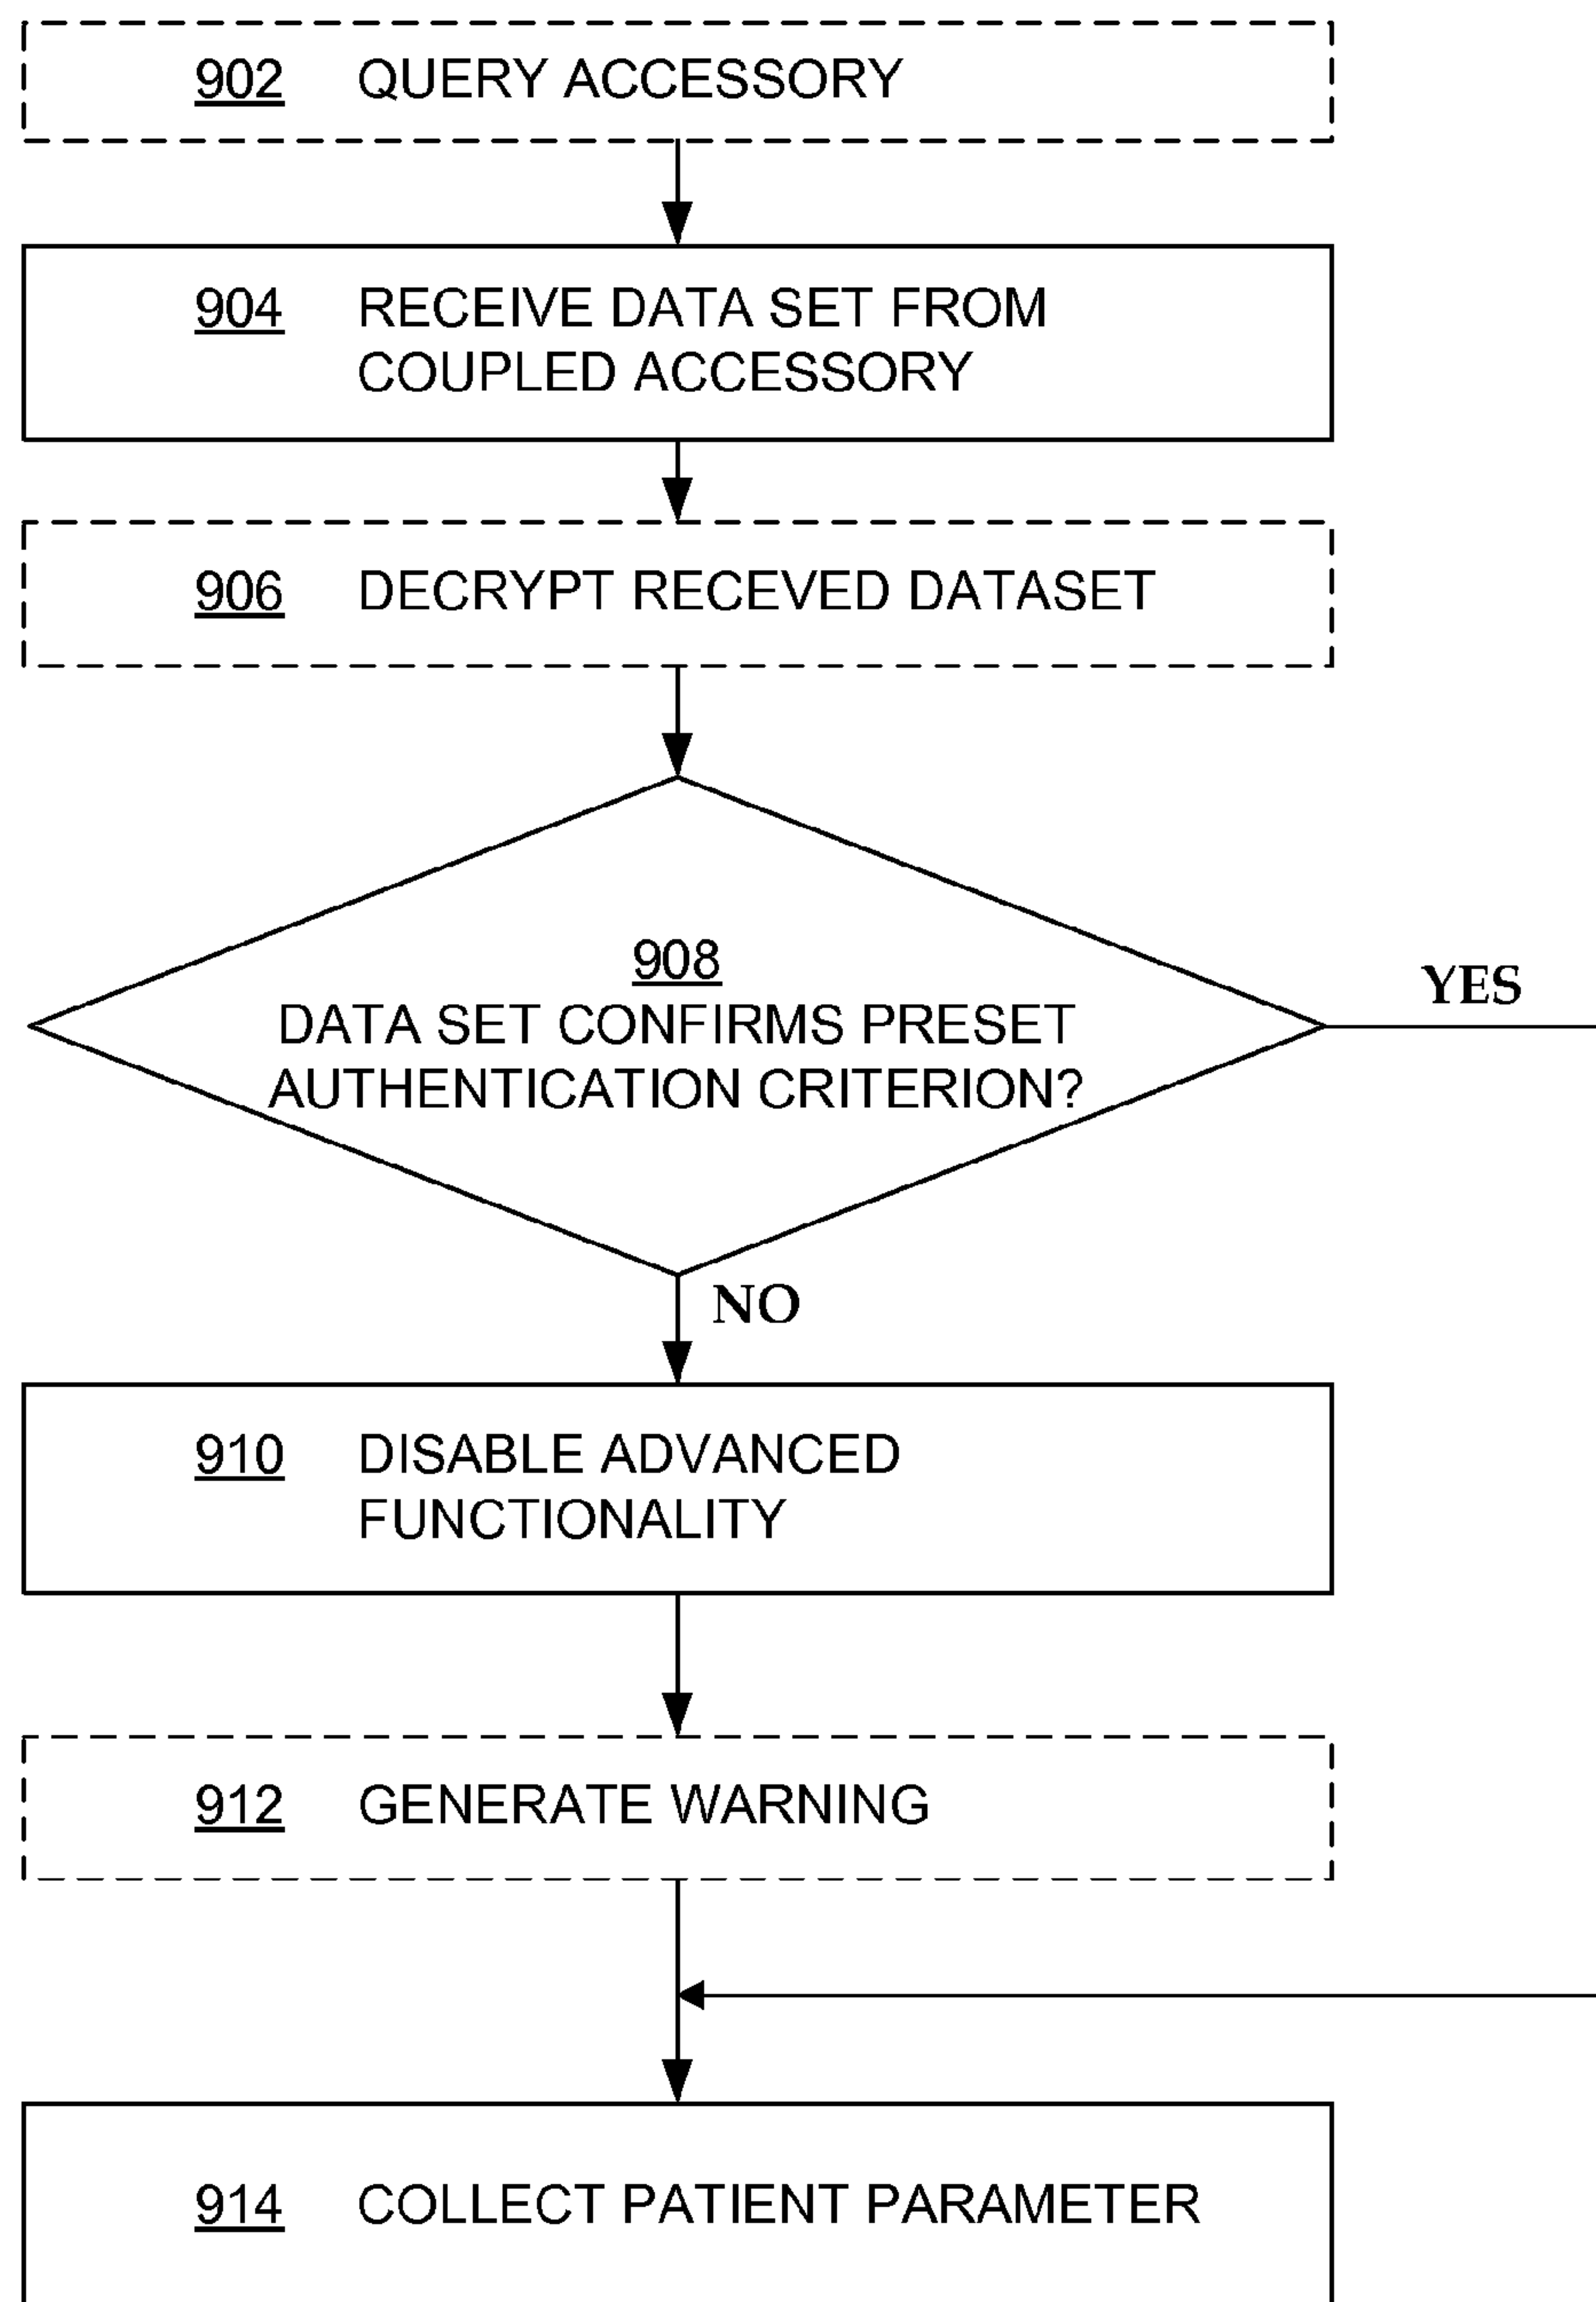 902 QUERY ACCESSORY
904 RECEIVE DATA SET FROM
COUPLED ACCESSORY
906 DECRYPT RECEVED DATASET
908
DATA SET CONFIRMS PRESET
AUTHENTICATION CRITERION?
YES
NO
910 DISABLE ADVANCED
FUNCTIONALITY
912 GENERATE WARNING
914 COLLECT PATIENT PARAMETER